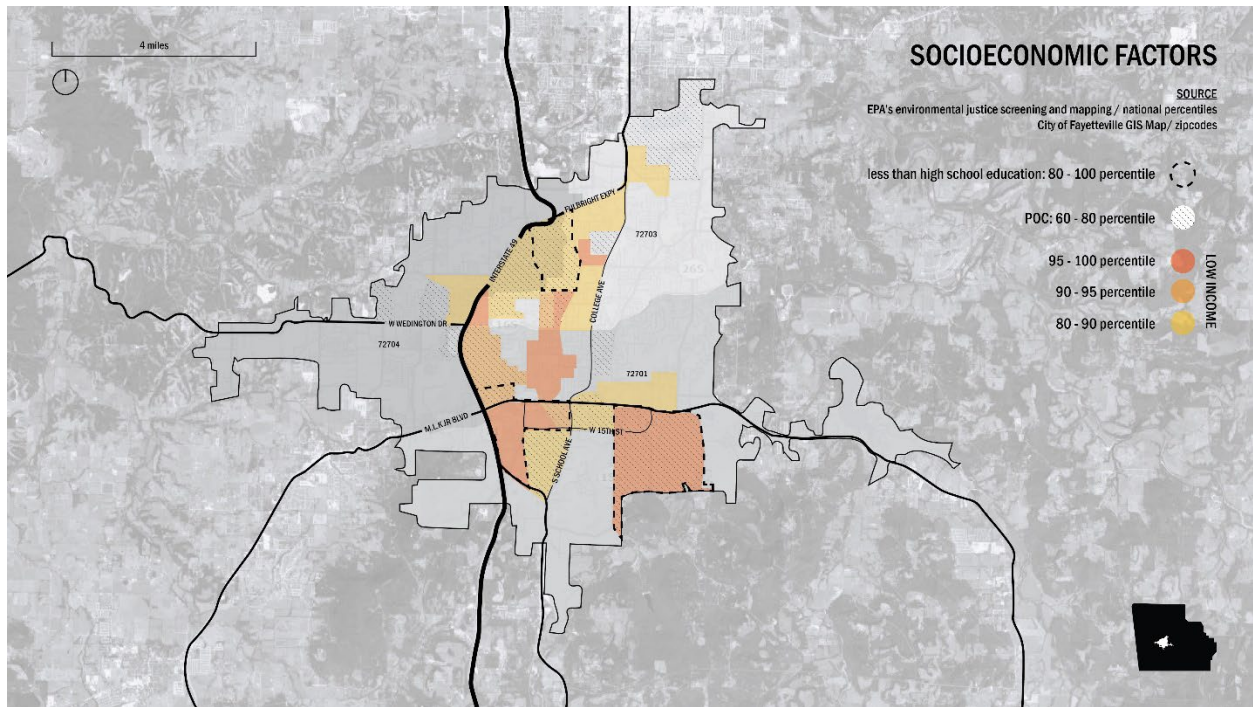 4 miles
SOCIOECONOMIC FACTORS
SOURCE
EPA's environmental justice screening and mapping / national percentiles
City of Fayetteville GIS Map/ zipcodes
less than high school education: 80 - 100 percentile
POC: 60 - 80 percentile
95 - 100 percentile
90 - 95 percentile
80 - 90 percentile
LOW INCOME
FULBRIGHT EXPY
INTERSTATE 49
72703
265
COLLEGE AVE
W WEDINGTON DR
72704
72701
M.L.K JR BLVD
W 15TH ST
S SCHOOL AVE